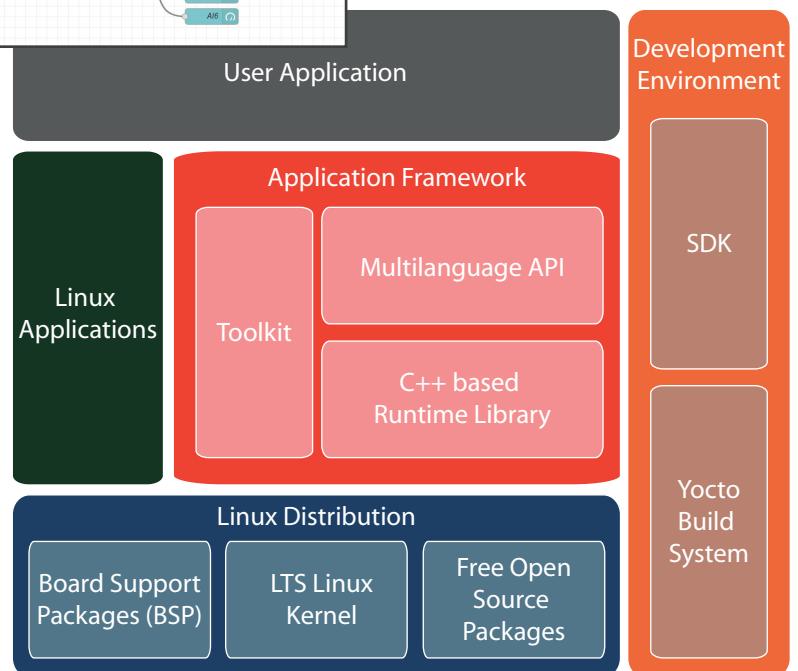 AI6
User Application
Development
Environment
Linux
Applications
Application Framework
Toolkit
Multilanguage API
C++ based
Runtime Library
SDK
Yocto
Build
System
Linux Distribution
Board Support
Packages (BSP)
LTS Linux
Kernel
Free Open
Source
Packages